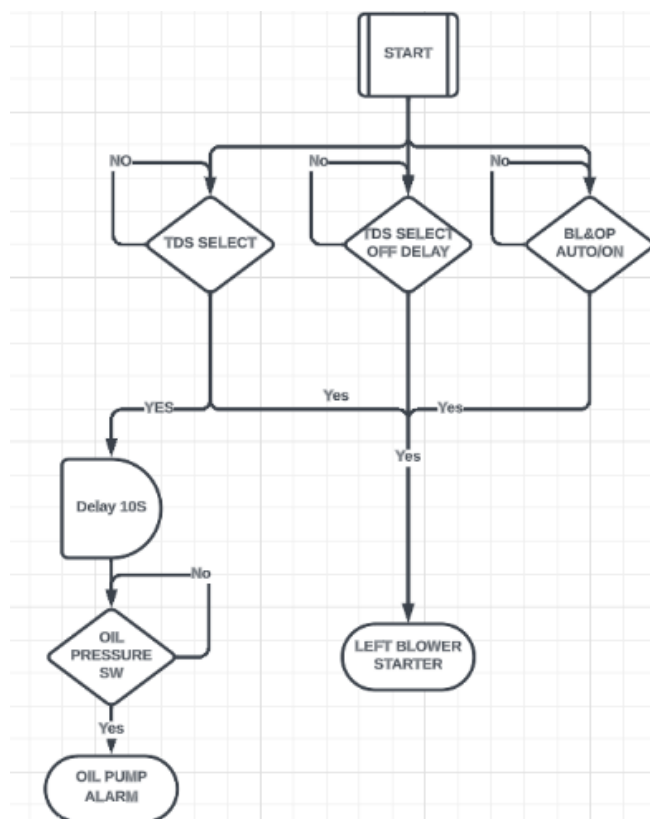 START
NO
No
No
TDS SELECT
TDS SELECT
OFF DELAY
BL&OP
AUTO/ON
Yes
YES
Yes
Yes
Delay 10S
No
OIL
PRESSURE
SW
LEFT BLOWER
STARTER
Yes
OIL PUMP
ALARM